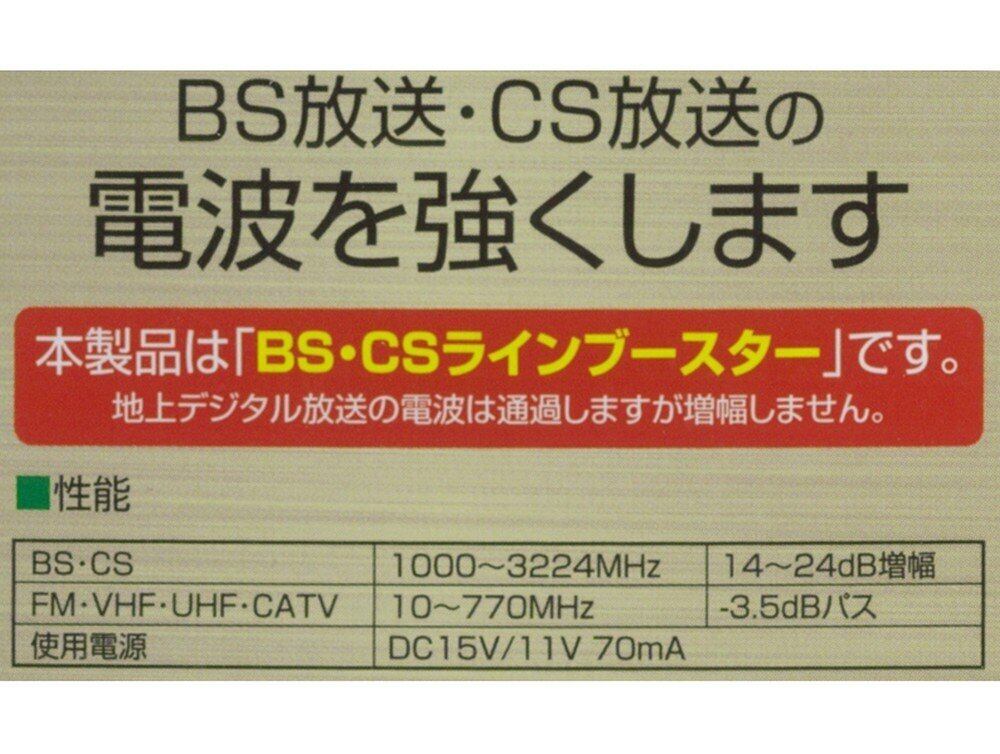 BS放送・CS放送の
電波を強くします
本製品は「BS・CSラインブースター」です。
地上デジタル放送の電波は通過しますが増幅しません。
■性能
BS・CS 1000～3224MHz 14～24dB増幅
FM・VHF・UHF・CATV 10～770MHz -3.5dBパス
使用電源 DC15V/11V 70mA